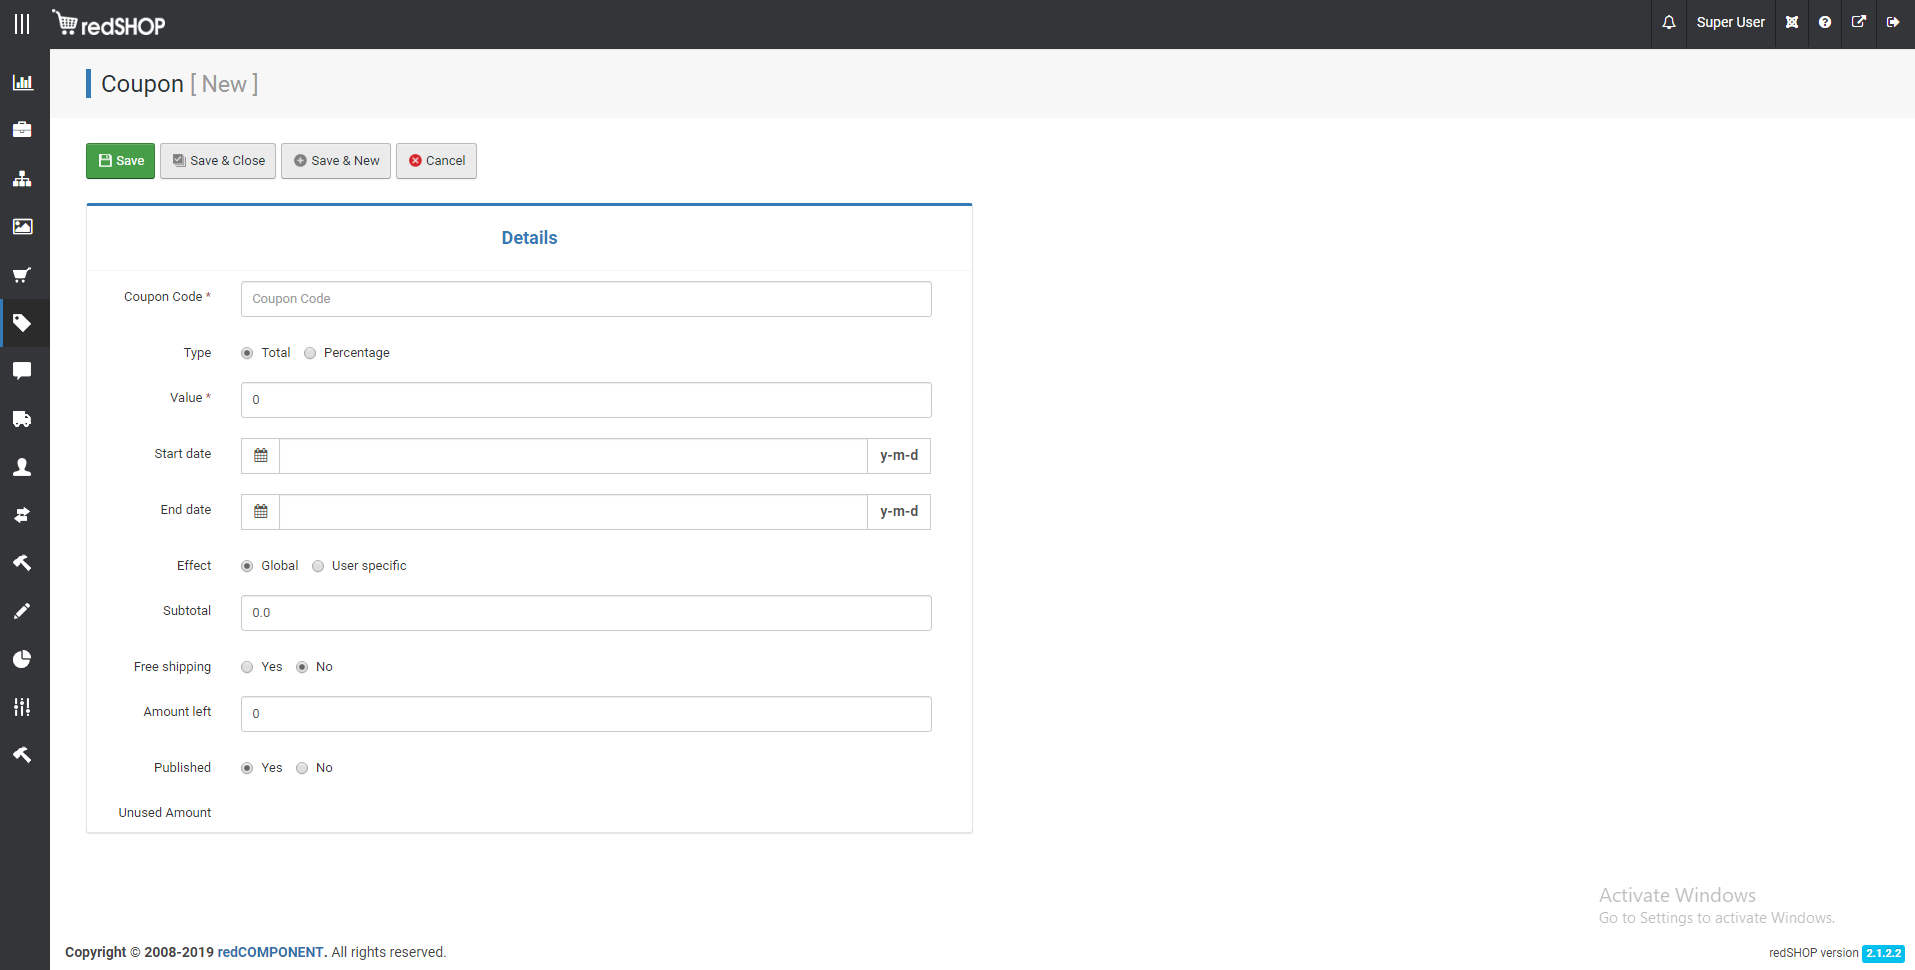 redSHOP
Super User
Coupon [ New ]
Save
Save & Close
Save & New
Cancel
Details
Coupon Code *
Coupon Code
Type
Total
Percentage
Value *
0
Start date
y-m-d
End date
y-m-d
Effect
Global
User specific
Subtotal
0.0
Free shipping
Yes
No
Amount left
0
Published
Yes
No
Unused Amount
Activate Windows
Go to Settings to activate Windows.
Copyright © 2008-2019 redCOMPONENT. All rights reserved.
redSHOP version 2.1.2.2